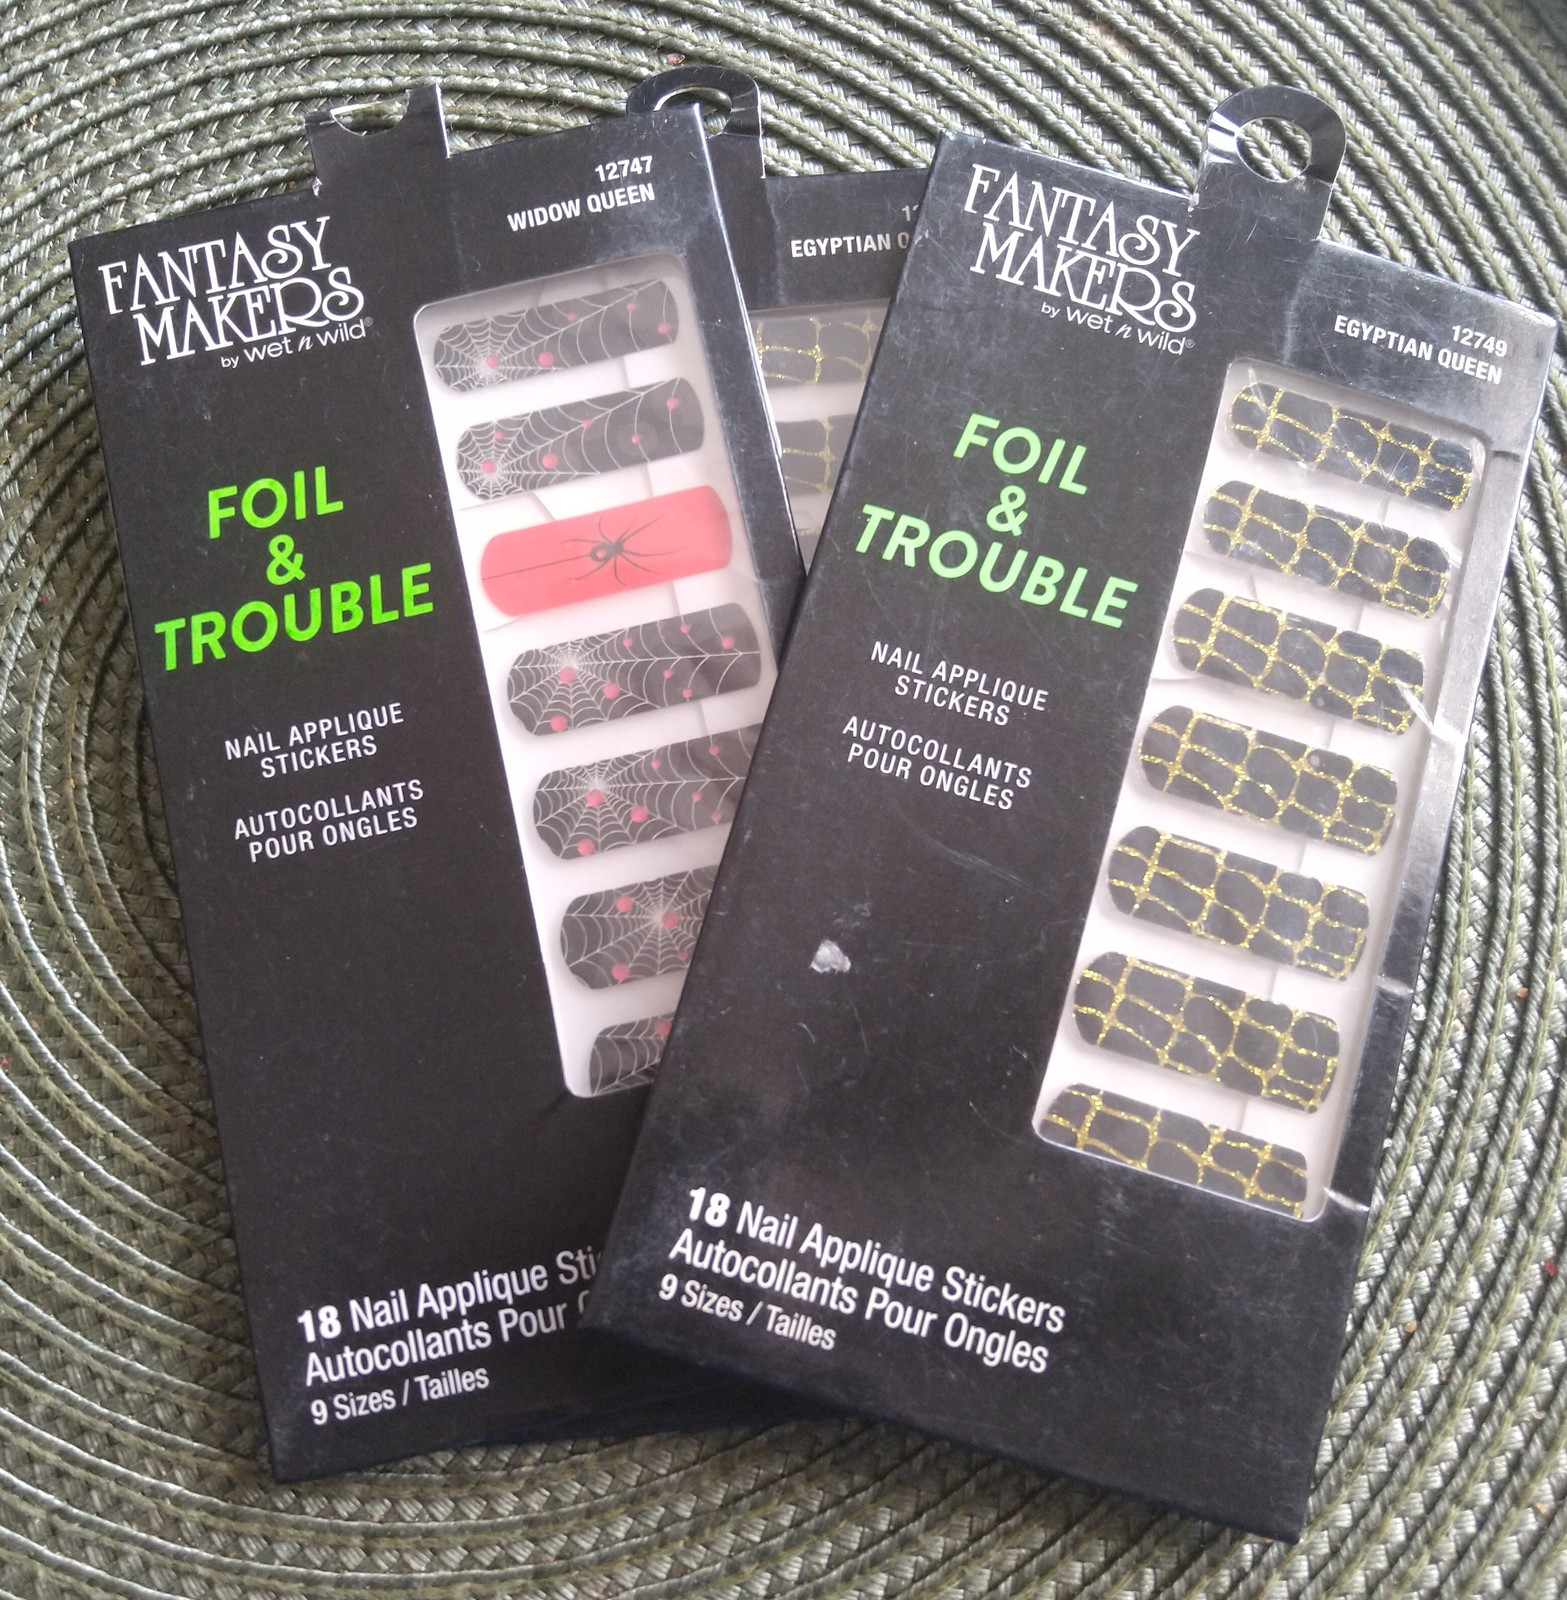 12747
WIDOW QUEEN
FANTASY
MAKERS
by wet n wild®
FOIL
&
TROUBLE
NAIL APPLIQUE
STICKERS
AUTOCOLLANTS
POUR ONGLES
18 Nail Applique Sti
Autocollants Pour
9 Sizes / Tailles
12
EGYPTIAN
FANTASY
MAKERS
by wet n wild®
12749
EGYPTIAN QUEEN
FOIL
&
TROUBLE
NAIL APPLIQUE
STICKERS
AUTOCOLLANTS
POUR ONGLES
18 Nail Applique Stickers
Autocollants Pour Ongles
9 Sizes / Tailles